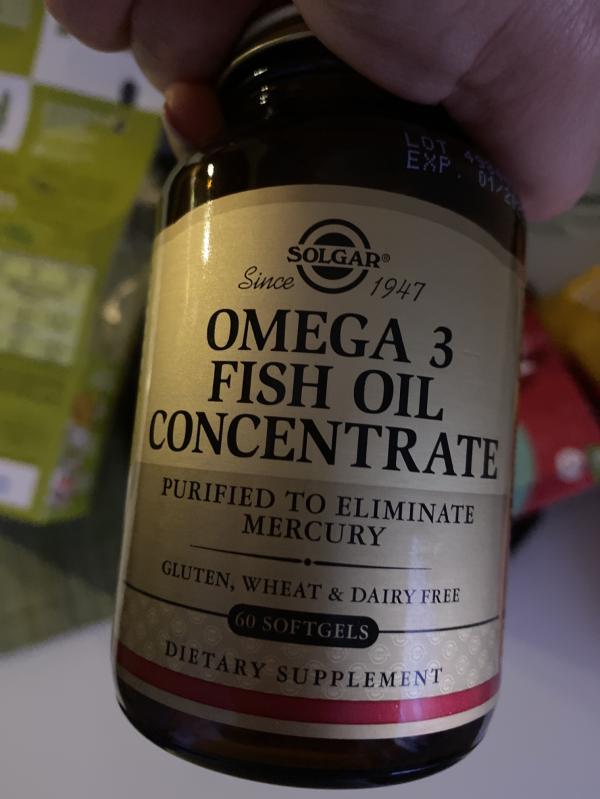 LOT
EXP. 01/
SOLGAR®
Since 1947
OMEGA 3
FISH OIL
CONCENTRATE
PURIFIED TO ELIMINATE
MERCURY
GLUTEN, WHEAT & DAIRY FREE
60 SOFTGELS
DIETARY SUPPLEMENT